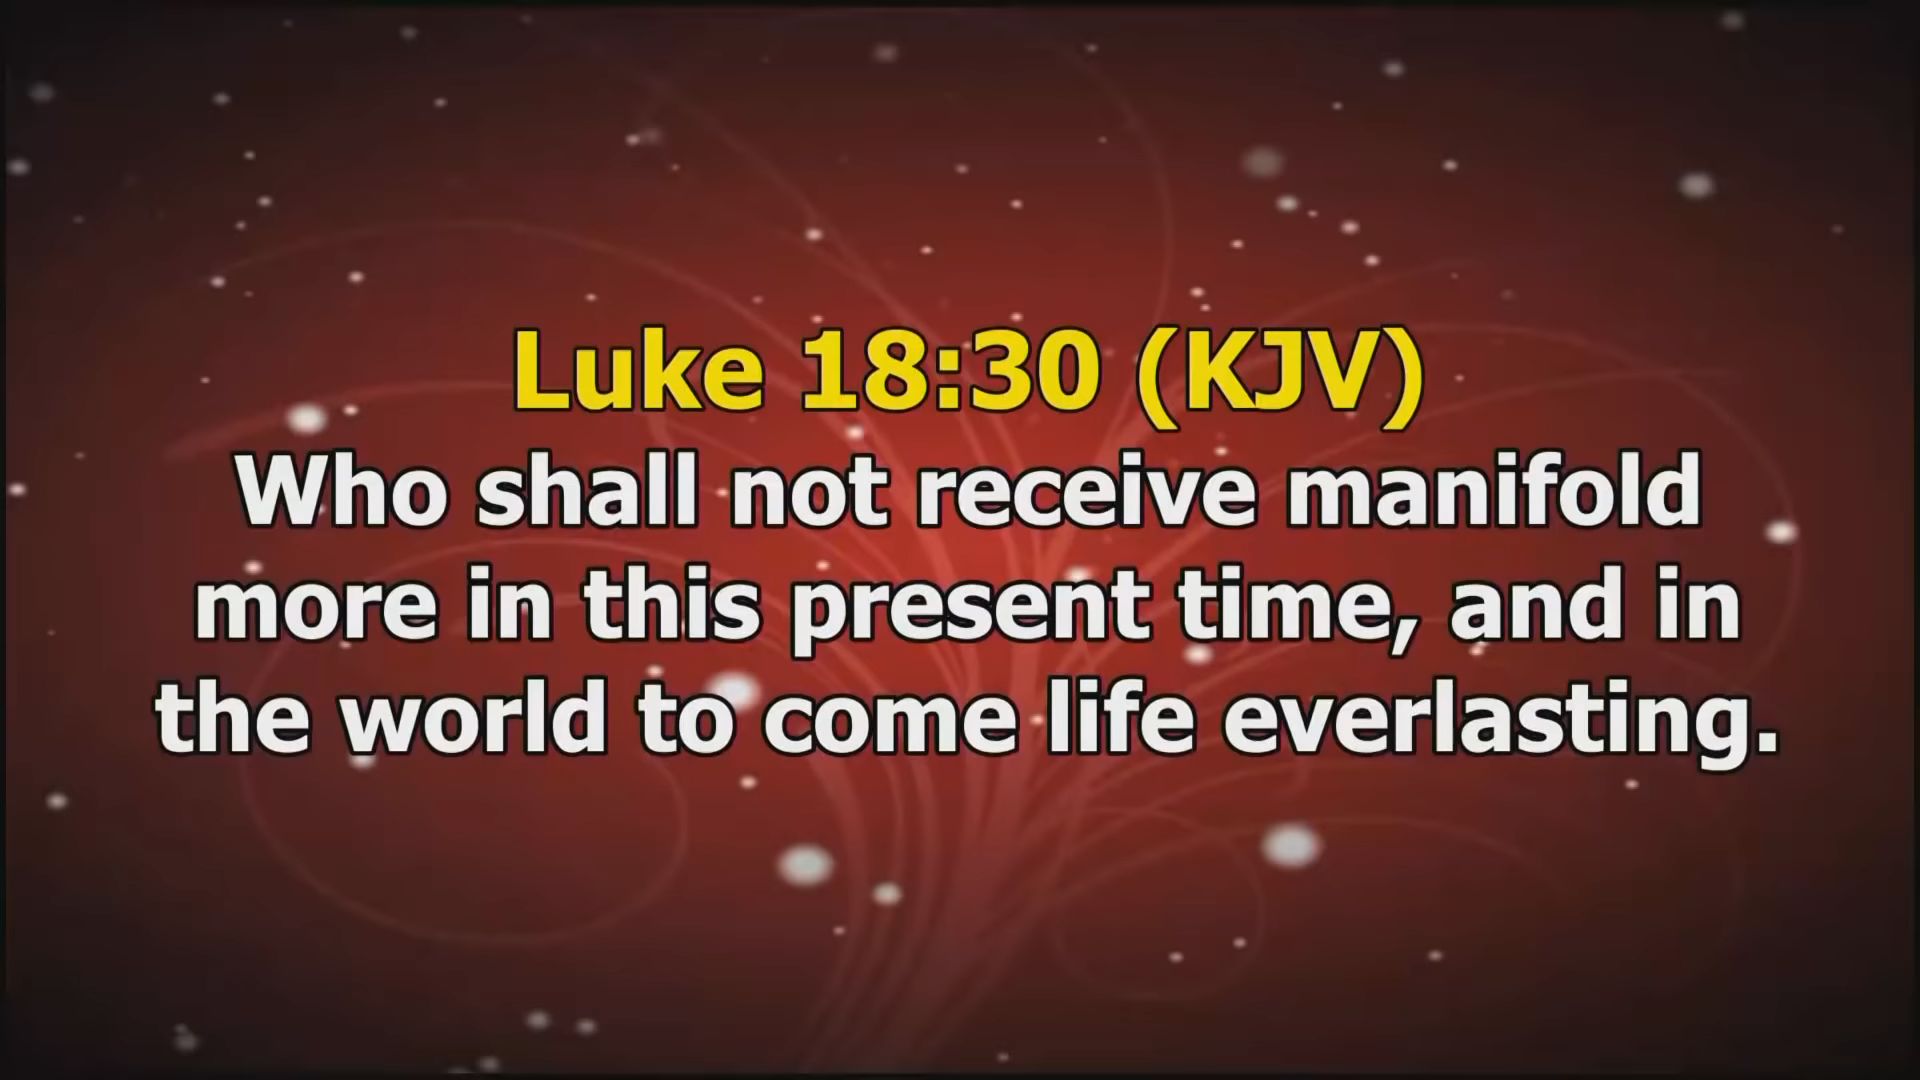 Luke 18:30 (KJV)
Who shall not receive manifold
more in this present time, and in
the world to come life everlasting.